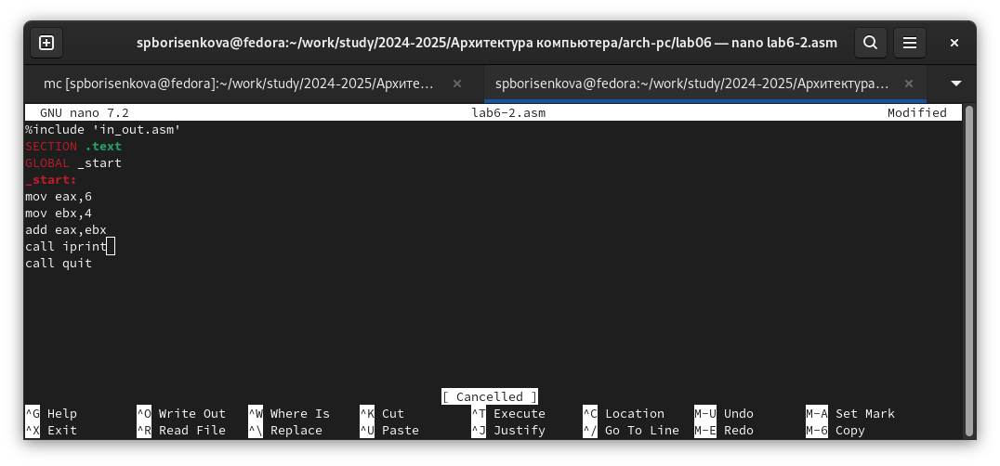 spborisenkova@fedora:~/work/study/2024-2025/Архитектура компьютера/arch-pc/lab06 — nano lab6-2.asm
mc [spborisenkova@fedora]:~/work/study/2024-2025/Архите... spborisenkova@fedora:~/work/study/2024-2025/Архитектура...
GNU nano 7.2 lab6-2.asm Modified
%include 'in_out.asm'
SECTION .text
GLOBAL _start
_start:
mov eax,6
mov ebx,4
add eax,ebx
call iprint
call quit
[ Cancelled ]
^G Help ^O Write Out ^W Where Is ^K Cut ^T Execute ^C Location M-U Undo M-A Set Mark
^X Exit ^R Read File ^\ Replace ^U Paste ^J Justify ^/ Go To Line M-E Redo M-6 Copy